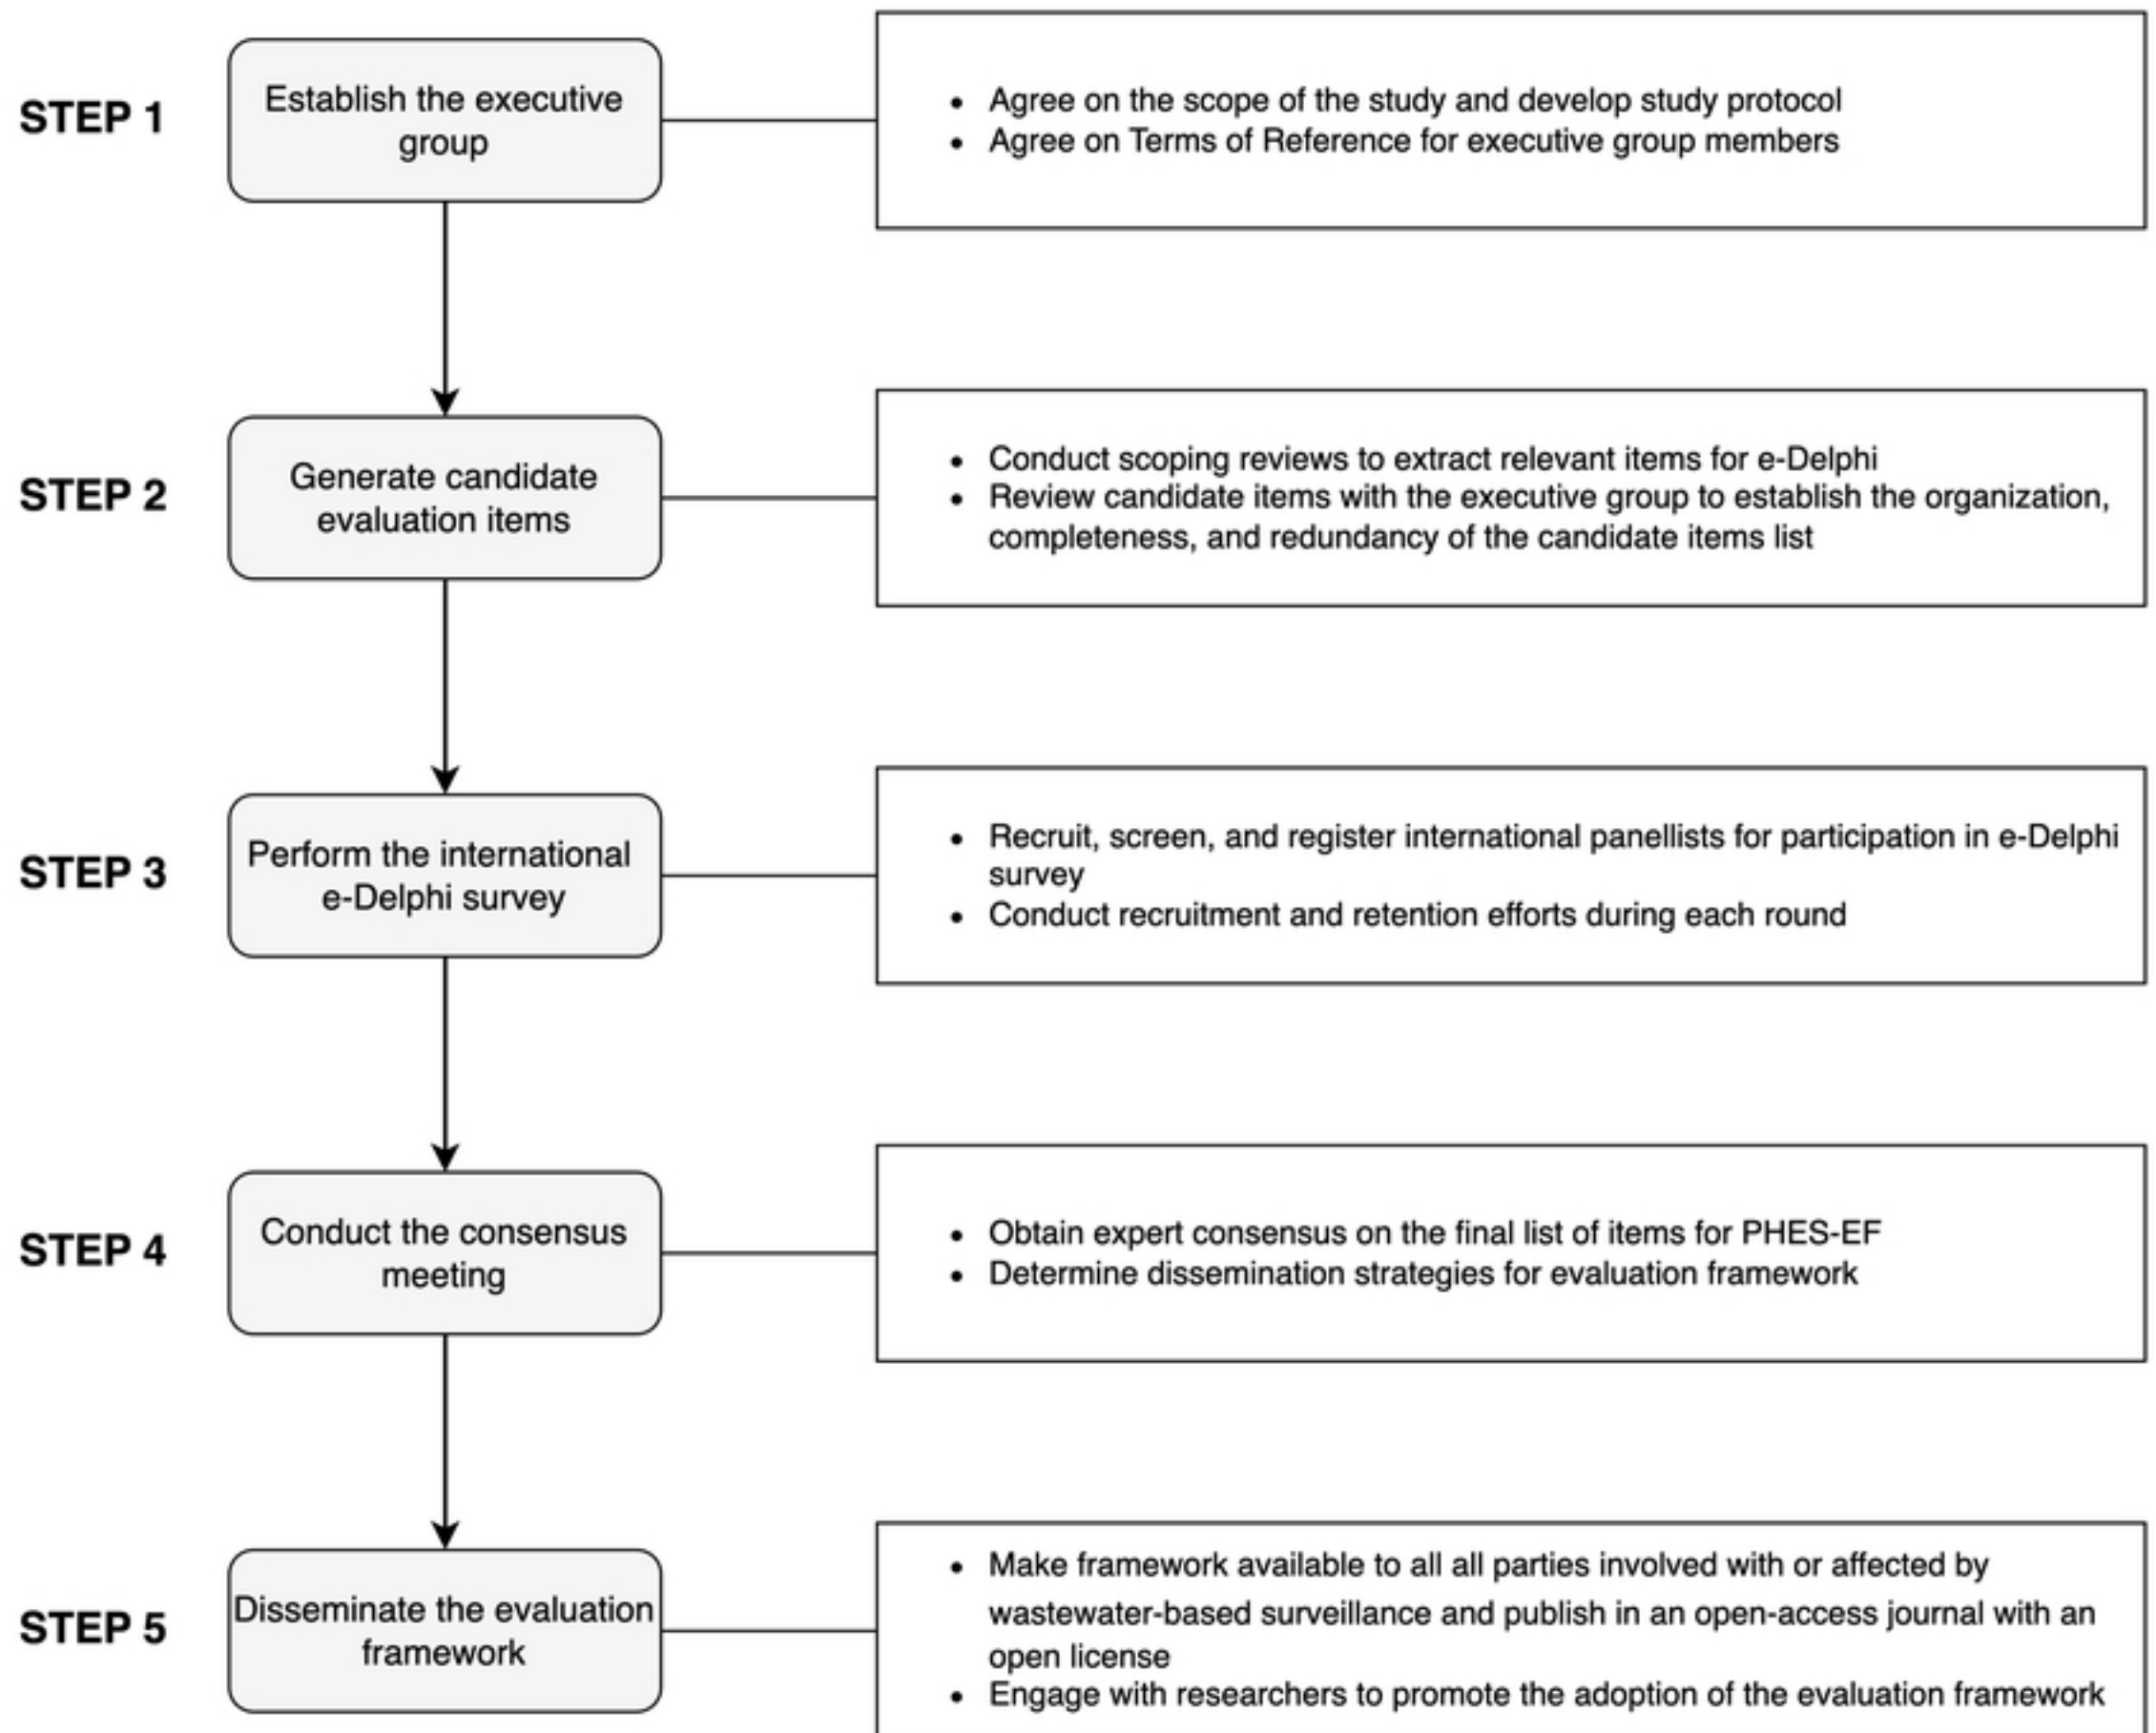 STEP 1
Establish the executive
group
• Agree on the scope of the study and develop study protocol
• Agree on Terms of Reference for executive group members
STEP 2
Generate candidate
evaluation items
• Conduct scoping reviews to extract relevant items for e-Delphi
• Review candidate items with the executive group to establish the organization,
completeness, and redundancy of the candidate items list
STEP 3
Perform the international
e-Delphi survey
• Recruit, screen, and register international panellists for participation in e-Delphi
survey
• Conduct recruitment and retention efforts during each round
STEP 4
Conduct the consensus
meeting
• Obtain expert consensus on the final list of items for PHES-EF
• Determine dissemination strategies for evaluation framework
STEP 5
Disseminate the evaluation
framework
• Make framework available to all all parties involved with or affected by
wastewater-based surveillance and publish in an open-access journal with an
open license
• Engage with researchers to promote the adoption of the evaluation framework